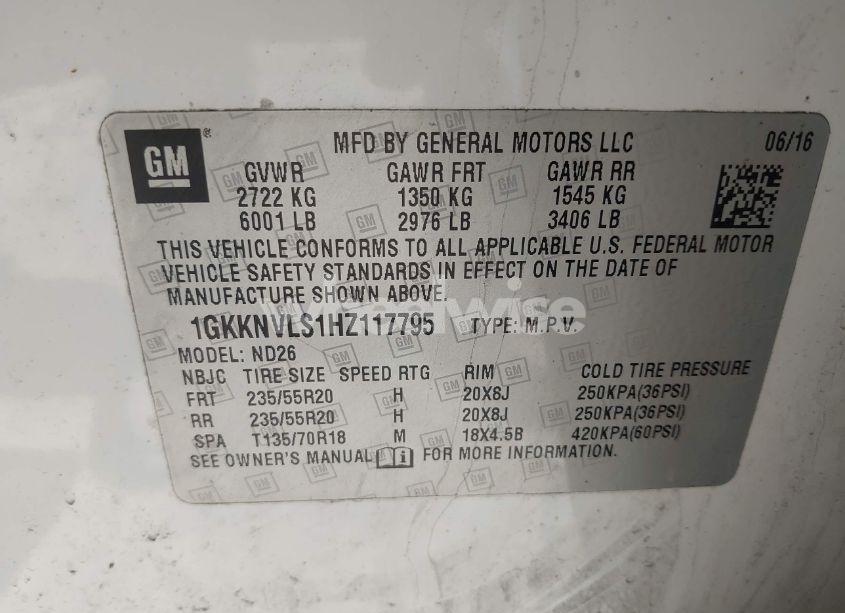 GM
MFD BY GENERAL MOTORS LLC 06/16
GVWR GAWR FRT GAWR RR
2722 KG 1350 KG 1545 KG
6001 LB 2976 LB 3406 LB
THIS VEHICLE CONFORMS TO ALL APPLICABLE U.S. FEDERAL MOTOR
VEHICLE SAFETY STANDARDS IN EFFECT ON THE DATE OF
MANUFACTURE SHOWN ABOVE.
1GKKNVLS1HZ117795 TYPE: M.P.V.
MODEL: ND26
NBJC TIRE SIZE SPEED RTG RIM COLD TIRE PRESSURE
FRT 235/55R20 H 20X8J 250KPA(36PSI)
RR 235/55R20 H 20X8J 250KPA(36PSI)
SPA T135/70R18 M 18X4.5B 420KPA(60PSI)
SEE OWNER'S MANUAL FOR MORE INFORMATION.